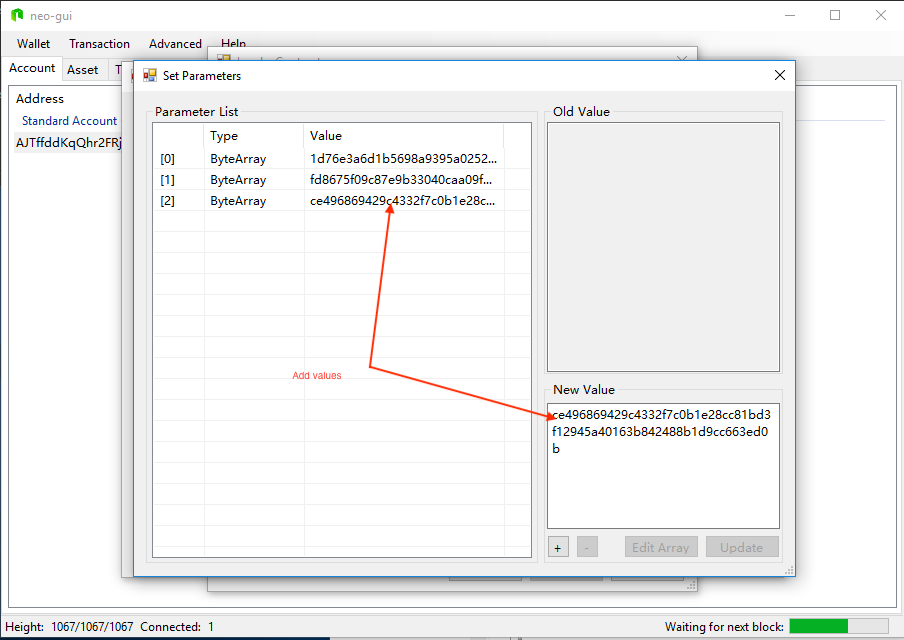 neo-gui
Wallet Transaction Advanced Help
Account Asset
Set Parameters
Address
Standard Account
AJTffddKqQhr2FRj
Parameter List
Type Value
[0] ByteArray 1d76e3a6d1b5698a9395a0252...
[1] ByteArray fd8675f09c87e9b33040caa09f...
[2] ByteArray ce496869429c4332f7c0b1e28c...
Add values
Old Value
New Value
ce496869429c4332f7c0b1e28cc81bd3
f12945a40163b842488b1d9cc663ed0
b
+ - Edit Array Update
Height: 1067/1067/1067 Connected: 1 Waiting for next block: